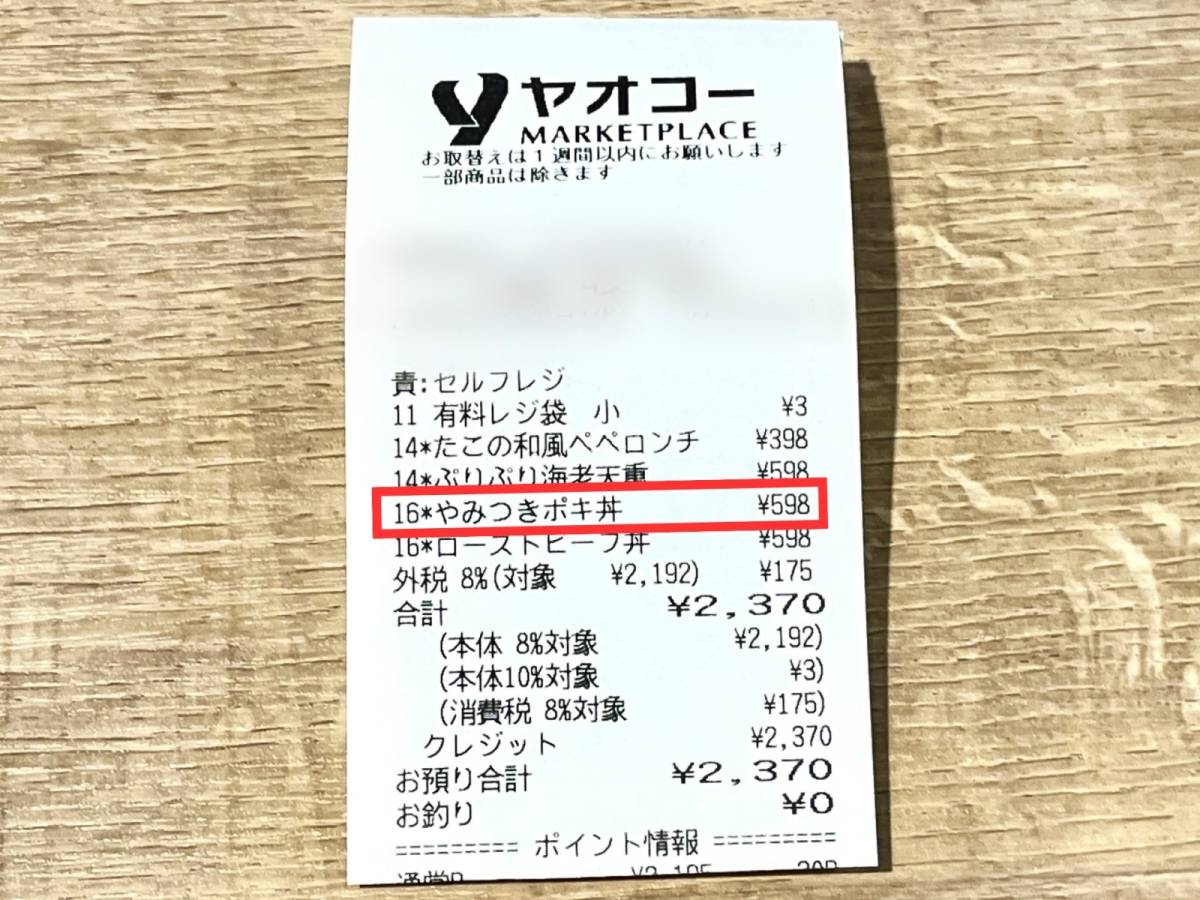 ヤオコー
MARKETPLACE
お取替えは1週間以内にお願いします
一部商品は除きます
責:セルフレジ
11 有料レジ袋 小 ¥3
14*たこの和風ペペロンチ ¥398
14*ぷりぷり海老天重 ¥598
16*やみつきポキ丼 ¥598
16*ローストビーフ丼 ¥598
外税 8%(対象 ¥2,192) ¥175
合計 ¥2,370
(本体 8%対象 ¥2,192)
(本体10%対象 ¥3)
(消費税 8%対象 ¥175)
クレジット ¥2,370
お預り合計 ¥2,370
お釣り ¥0
========= ポイント情報 =========